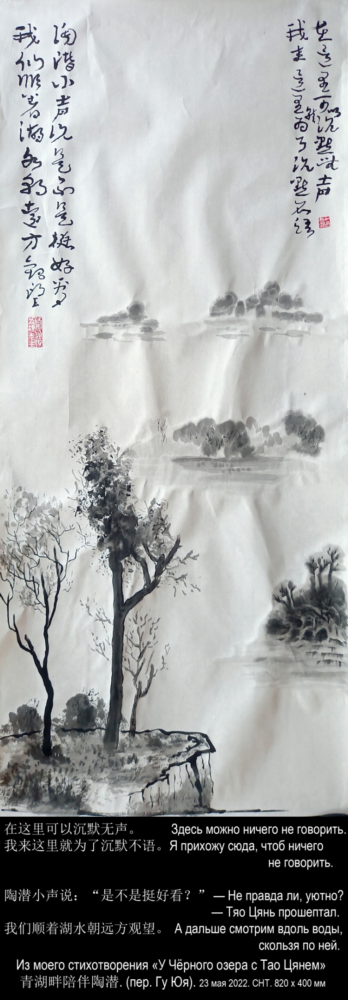 在这里可以沉默无声
我来这里就为了沉默不语
陶潜小声说是不是挺好看
我们顺着湖水朝远方观望
在这里可以沉默无声。 Здесь можно ничего не говорить.
我来这里就为了沉默不语。 Я прихожу сюда, чтоб ничего
не говорить.
陶潜小声说：“是不是挺好看？” — Не правда ли, уютно?
— Тяо Цянь прошептал.
我们顺着湖水朝远方观望。 А дальше смотрим вдоль воды,
скользя по ней.
Из моего стихотворения «У Чёрного озера с Тао Цянем»
青湖畔陪伴陶潜. (пер. Гу Юя). 23 мая 2022. СНТ. 820 х 400 мм